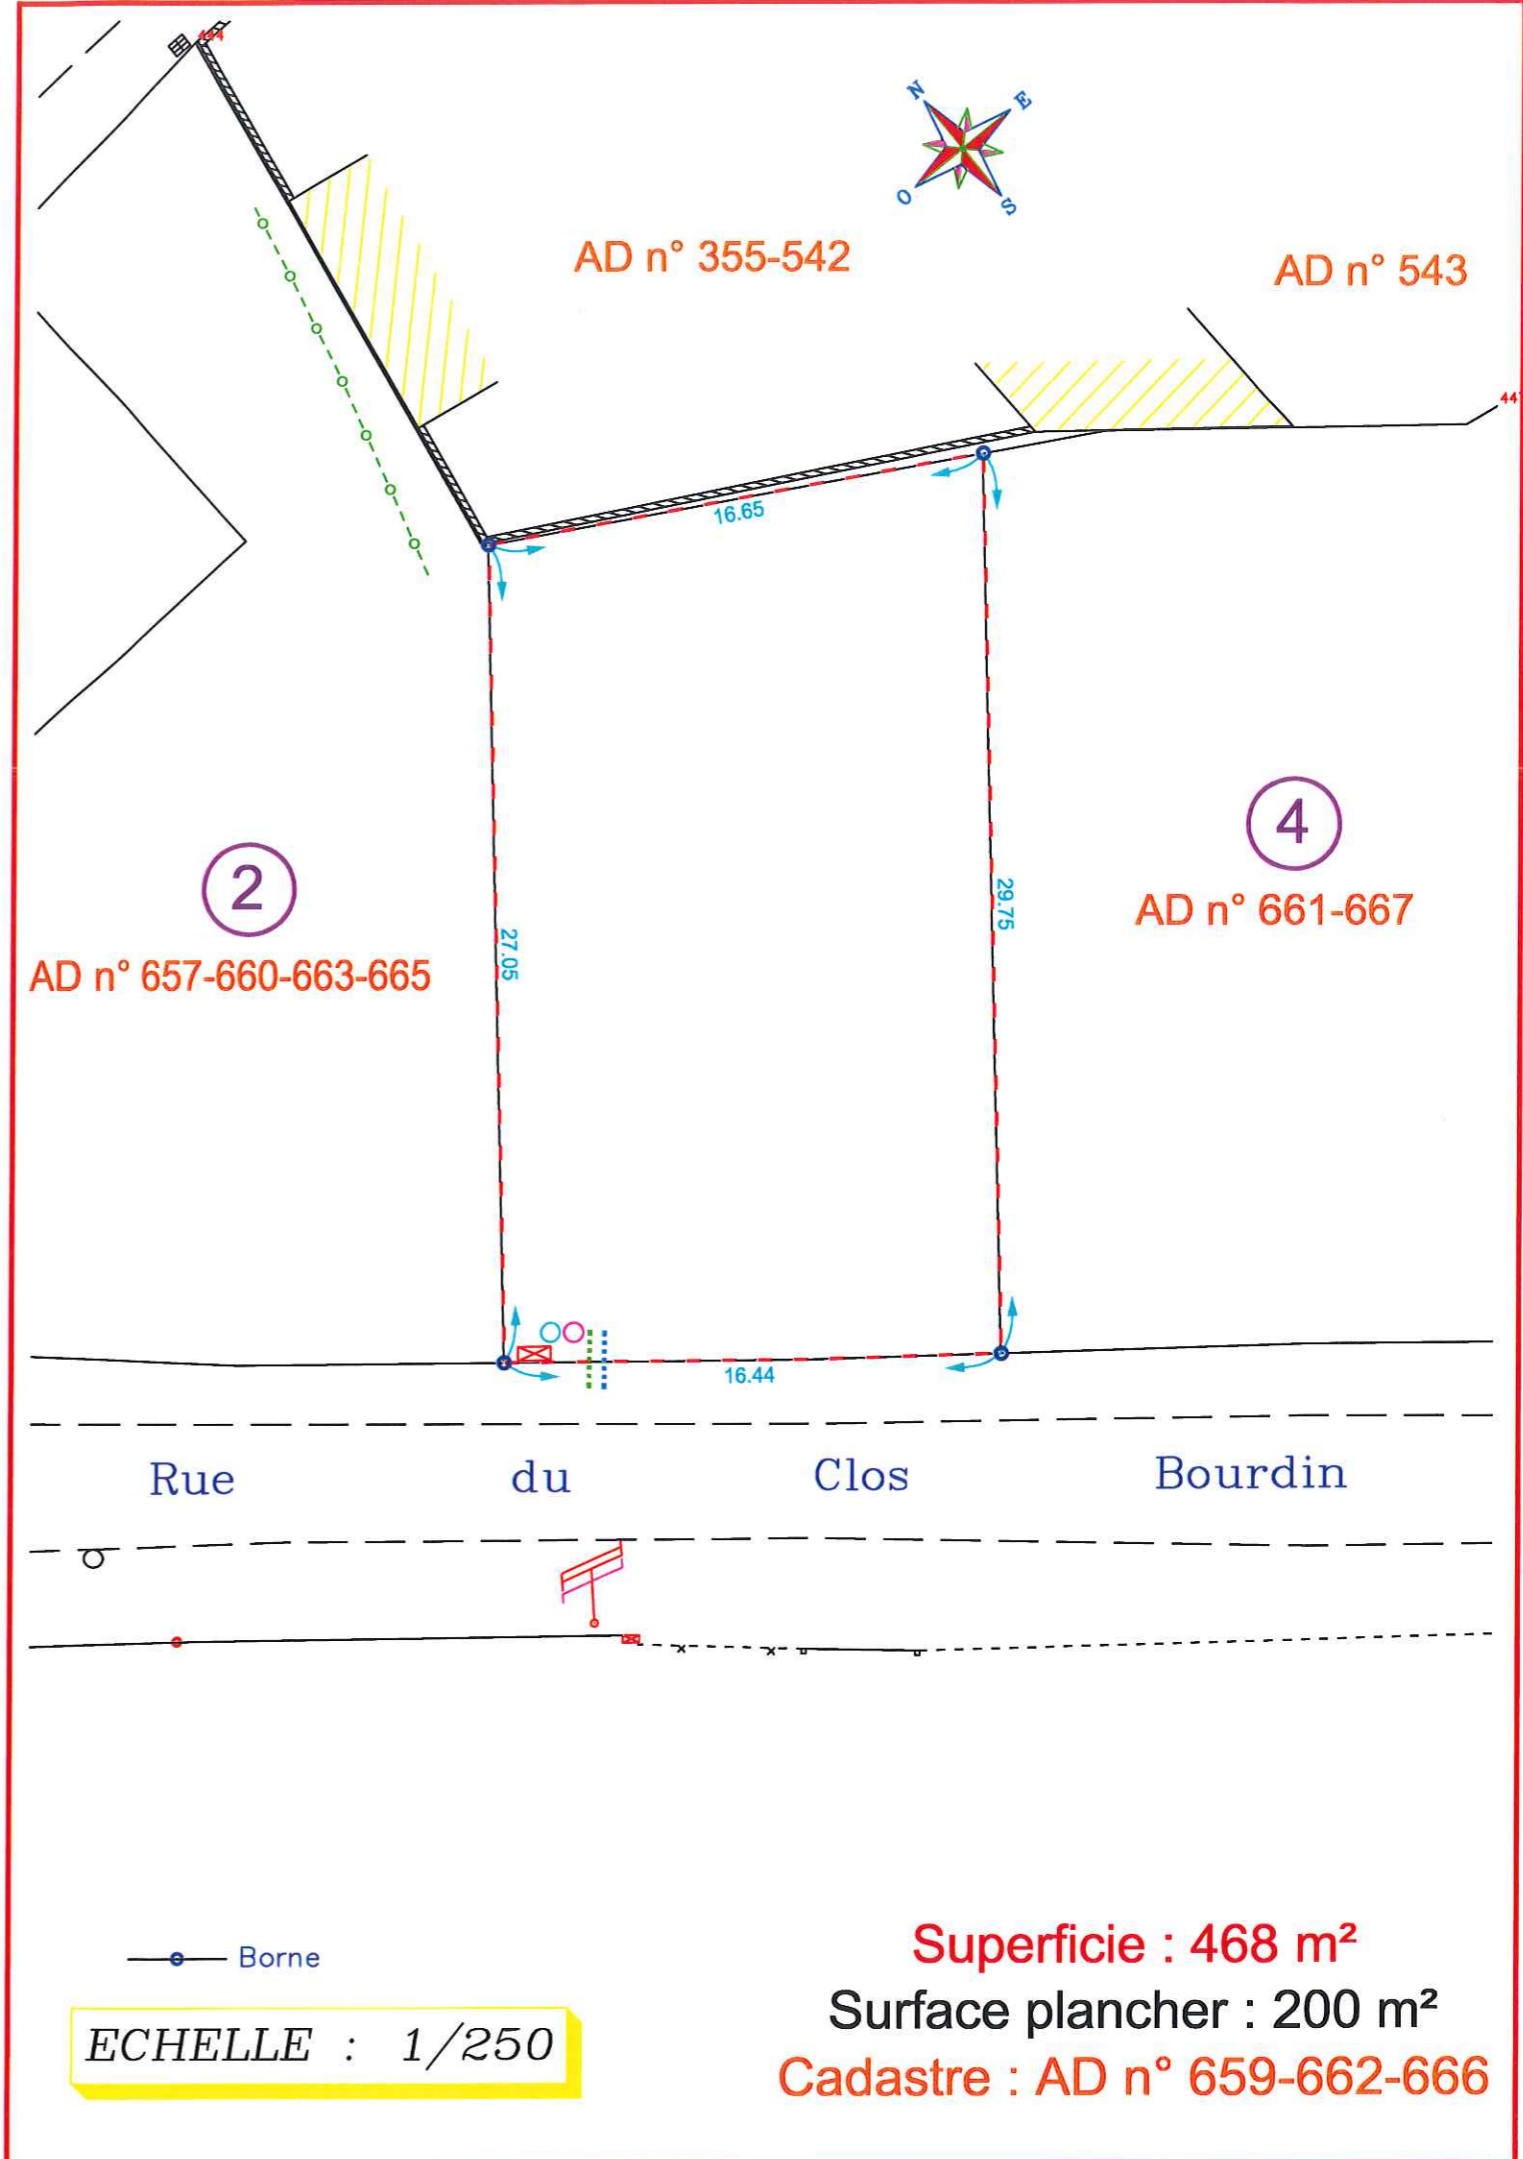 444
N
E
O
S
AD n° 355-542
AD n° 543
44
16.65
4
2
29.75
AD n° 661-667
27.05
AD n° 657-660-663-665
16.44
Rue du Clos Bourdin
Borne
Superficie : 468 m²
Surface plancher : 200 m²
ECHELLE : 1/250
Cadastre : AD n° 659-662-666